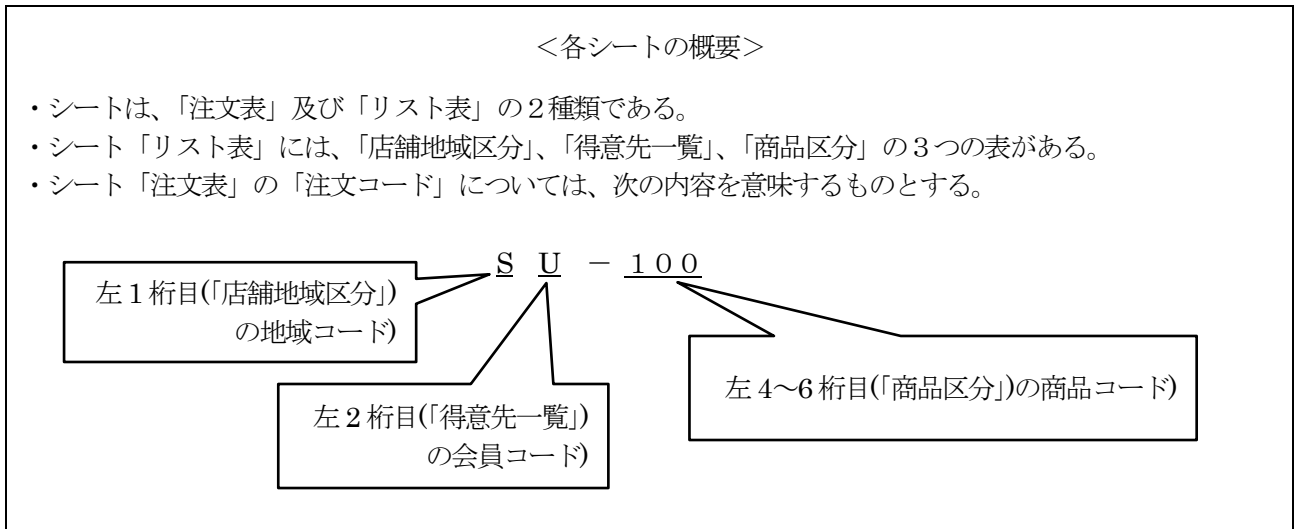 ＜各シートの概要＞
・シートは、「注文表」及び「リスト表」の２種類である。
・シート「リスト表」には、「店舗地域区分」、「得意先一覧」、「商品区分」の３つの表がある。
・シート「注文表」の「注文コード」については、次の内容を意味するものとする。
S U －１００
左１桁目(「店舗地域区分」)
の地域コード)
左 2 桁目(「得意先一覧」)
の会員コード)
左 4～6 桁目(「商品区分」)の商品コード)